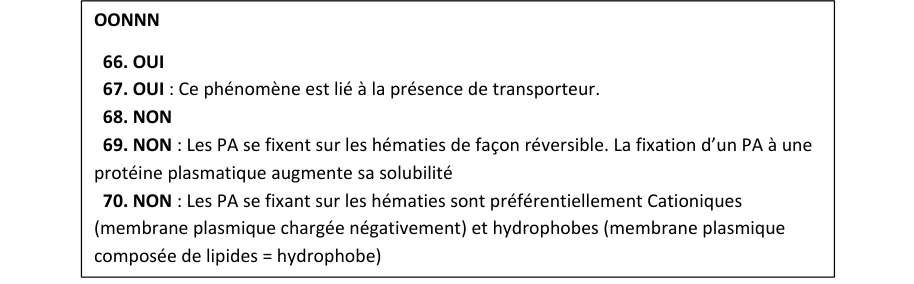 OONNN
66. OUI
67. OUI : Ce phénomène est lié à la présence de transporteur.
68. NON
69. NON : Les PA se fixent sur les hématies de façon réversible. La fixation d’un PA à une
protéine plasmatique augmente sa solubilité
70. NON : Les PA se fixant sur les hématies sont préférentiellement Cationiques
(membrane plasmique chargée négativement) et hydrophobes (membrane plasmique
composée de lipides = hydrophobe)